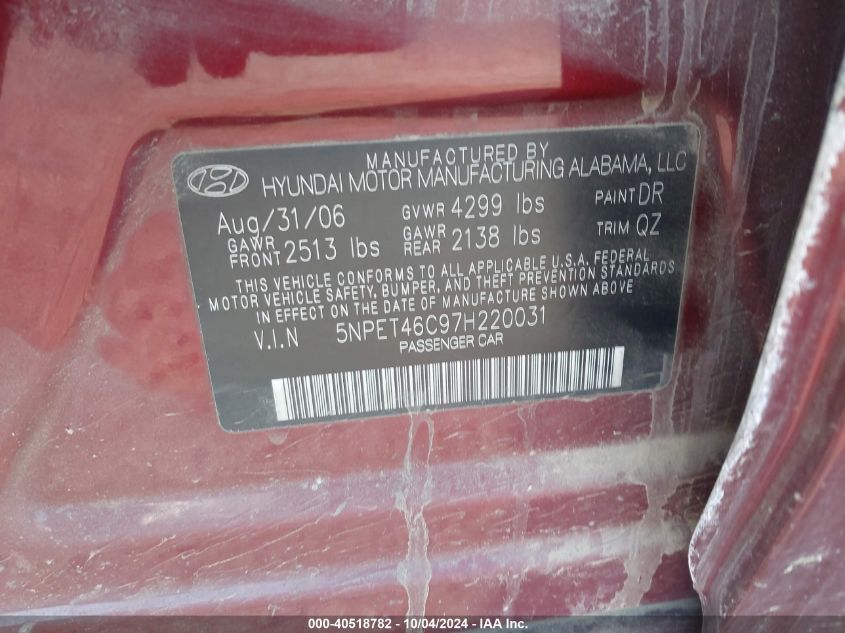 MANUFACTURED BY
HYUNDAI MOTOR MANUFACTURING ALABAMA, LLC
Aug/31/06 GVWR 4299 lbs PAINT DR
GAWR FRONT 2513 lbs GAWR REAR 2138 lbs TRIM QZ
THIS VEHICLE CONFORMS TO ALL APPLICABLE U.S.A. FEDERAL
MOTOR VEHICLE SAFETY, BUMPER, AND THEFT PREVENTION STANDARDS
IN EFFECT ON THE DATE OF MANUFACTURE SHOWN ABOVE
V.I.N 5NPET46C97H220031
PASSENGER CAR
000-40518782 - 10/04/2024 - IAA Inc.